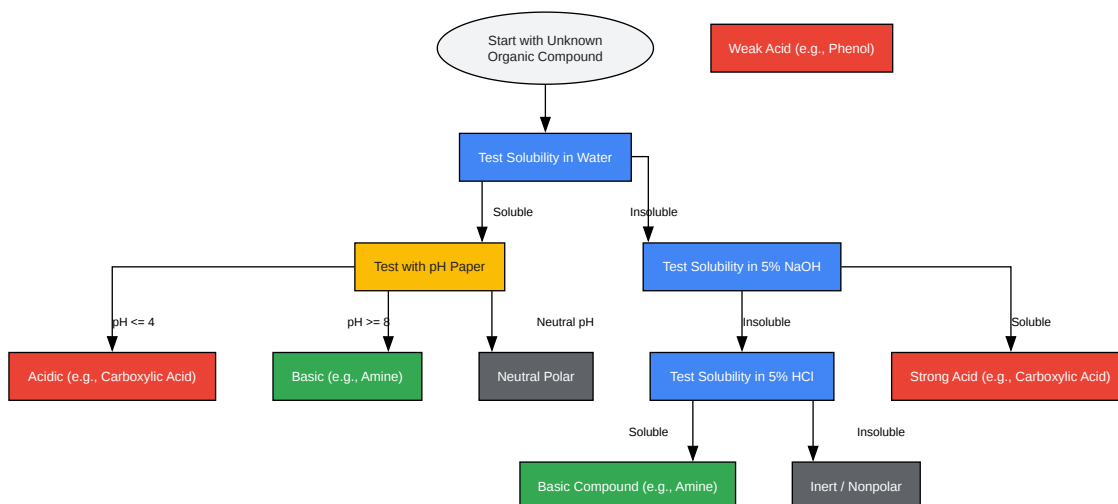 Start with Unknown
Organic Compound
Weak Acid (e.g., Phenol)
Test Solubility in Water
Soluble
Insoluble
Test with pH Paper
Test Solubility in 5% NaOH
pH <= 4
pH >= 8
Neutral pH
Insoluble
Soluble
Acidic (e.g., Carboxylic Acid)
Basic (e.g., Amine)
Neutral Polar
Test Solubility in 5% HCl
Strong Acid (e.g., Carboxylic Acid)
Soluble
Insoluble
Basic Compound (e.g., Amine)
Inert / Nonpolar